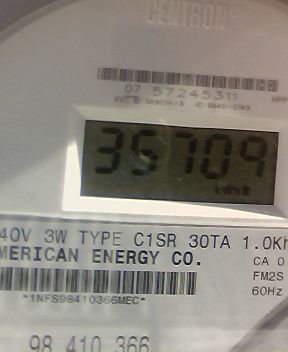 CENTRON
07 57245311
35709
kWh
40V 3W TYPE C1SR 30TA 1.0Kh
MERICAN ENERGY CO.
CA 0
FM2S
60Hz
*1NFS98410366MEC*
98 410 366